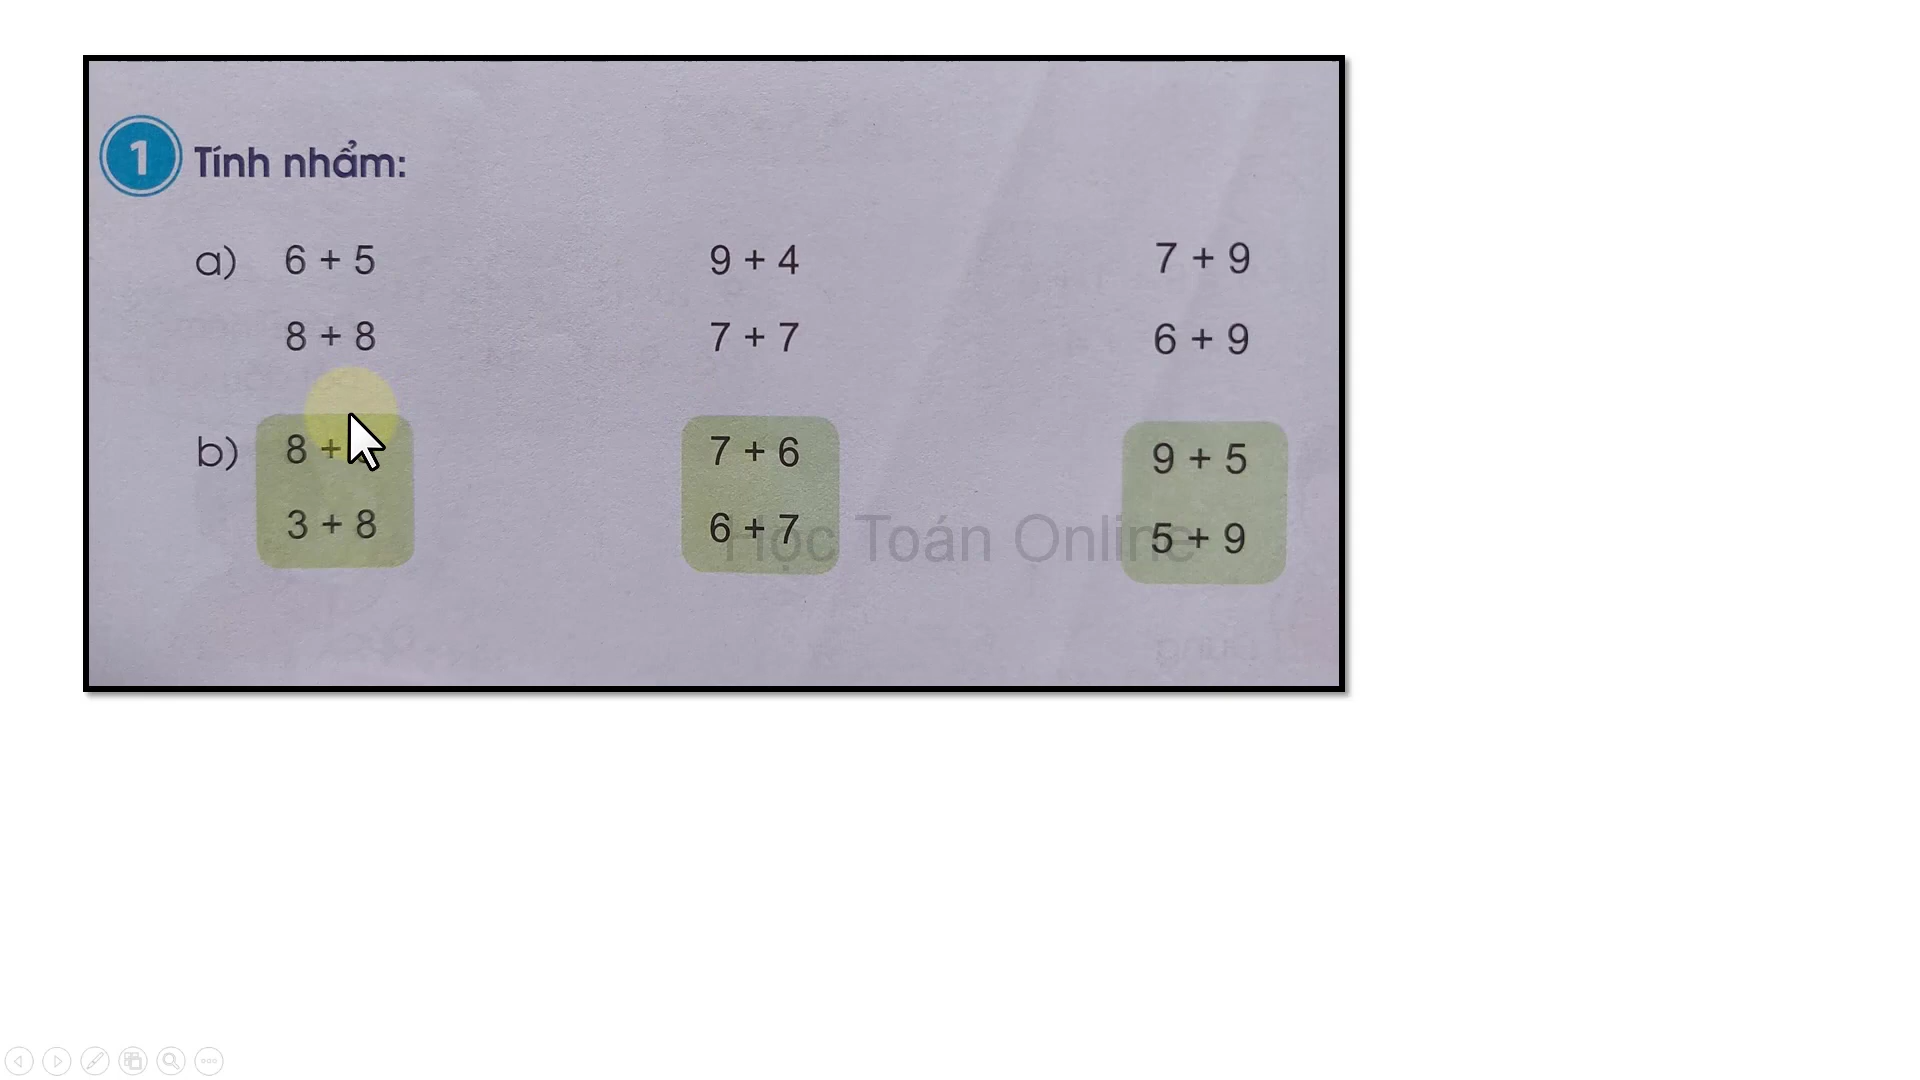 1 Tính nhẩm:
a) 6 + 5 9 + 4 7 + 9
8 + 8 7 + 7 6 + 9
b) 8 + 7 + 6 9 + 5
3 + 8 6 + 7 5 + 9
Học Toán Online